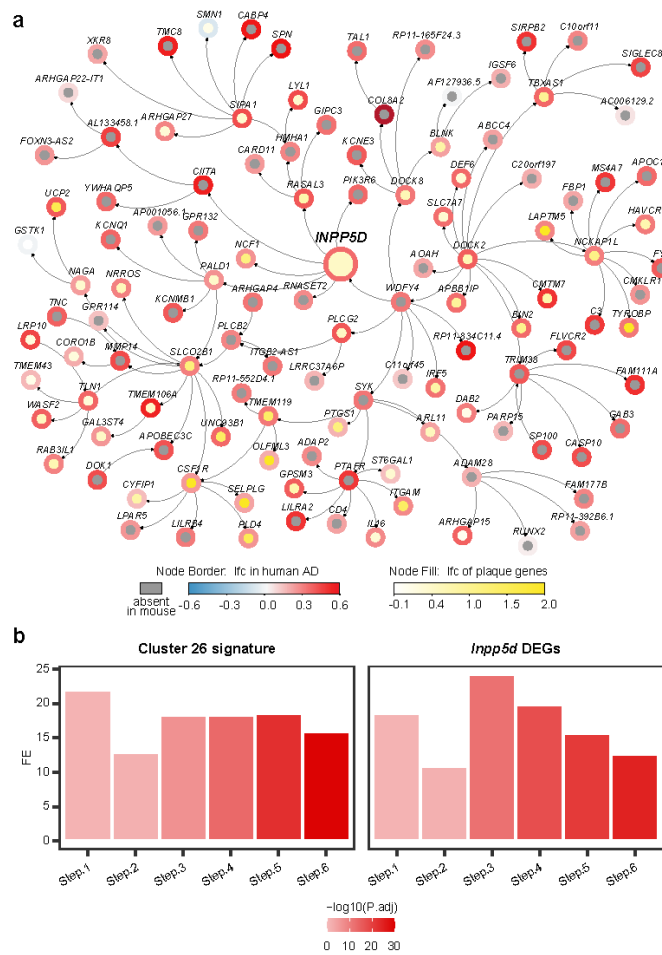 a
SMN1
CABP4
TMC8
SPN
XKR8
TAL1
RP11-165F24.3
SIRPB2
C10orf11
SIGLEC8
ARHGAP22-IT1
LYL1
AF127936.5
IGSF6
TBXAS1
SIPA1
GIPC3
COL8A2
AC006129.2
AL133458.1
ARHGAP27
HMHA1
ABCC4
FOXN3-AS2
CARD11
KCNE3
BLNK
DEF6
C20orf197
MS4A7
APOC1
CIITA
RASAL3
PIK3R6
DOCK8
FBP1
UCP2
YWHAQP5
SLC7A7
LAPTM5
HAVCR
KCNQ1
AP001056.1
GPR132
INPP5D
GSTK1
NCF1
AOAH
DOCK2
NCKAP1L
NAGA
NRROS
PALD1
RNASET2
WDFY4
APBB1IP
CMTM7
CMKLR1
TNC
GPR114
KCNMB1
ARHGAP4
BIN2
C3
TYROBP
LRP10
CORO1B
MMP14
SLCO2B1
PLCB2
ITGB2-AS1
PLCG2
RP11-834C11.4
FLVCR2
TMEM43
TLN1
RP11-552D4.1
LRRC37A6P
C11orf45
IRF5
TRIM38
FAM111A
WASF2
TMEM106A
TMEM119
SYK
DAB2
GAL3ST4
APOBEC3C
UNC93B1
PTGS1
ARL11
PARP15
GAB3
RAB3IL1
OLFML3
ADAP2
SP100
CASP10
DOK1
CSF1R
GPSM3
PTAFR
ST6GAL1
ADAM28
CYFIP1
SELPLG
ITGAM
FAM177B
LPAR5
LILRB4
PLD4
LILRA2
CD4
IL16
ARHGAP15
RUNX2
RP11-392B6.1
Node Border: lfc in human AD
Node Fill: lfc of plaque genes
absent
in mouse
-0.6 -0.3 0.0 0.3 0.6
-0.1 0.4 1.0 1.5 2.0
b
Cluster 26 signature
Inpp5d DEGs
FE
25
20
15
10
5
0
Step.1 Step.2 Step.3 Step.4 Step.5 Step.6
Step.1 Step.2 Step.3 Step.4 Step.5 Step.6
−log10(P.adj)
0 10 20 30